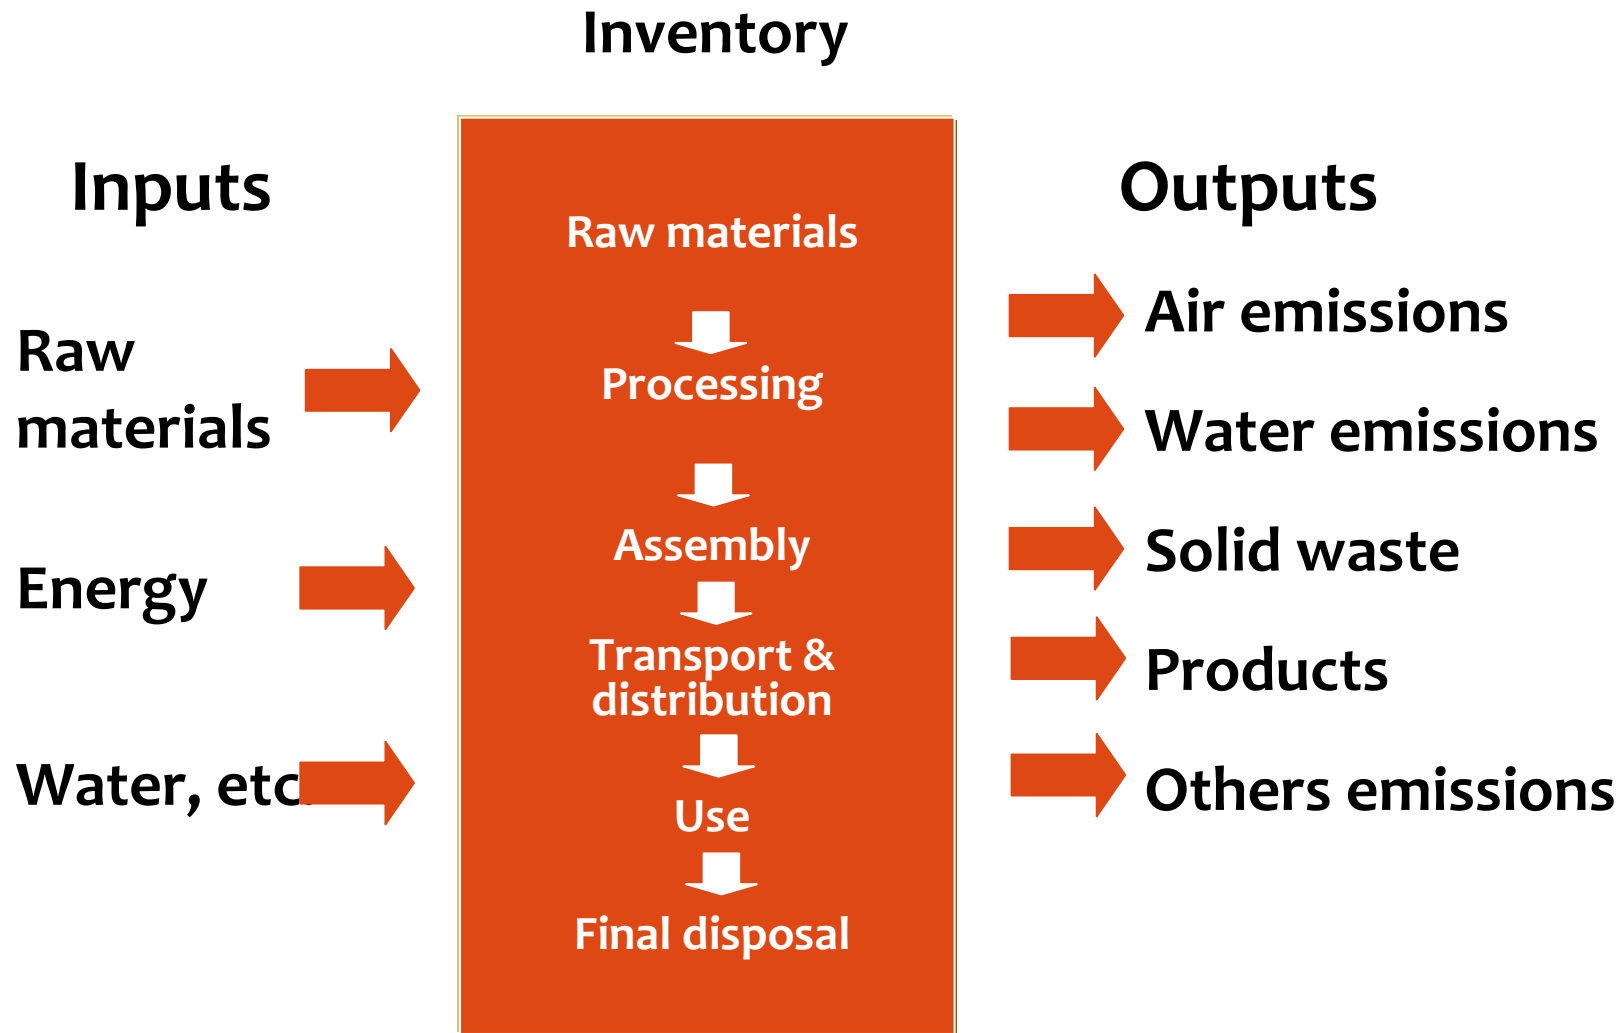 Inventory
Inputs
Raw
materials
Energy
Water, etc.
Raw materials
Processing
Assembly
Transport &
distribution
Use
Final disposal
Outputs
Air emissions
Water emissions
Solid waste
Products
Others emissions